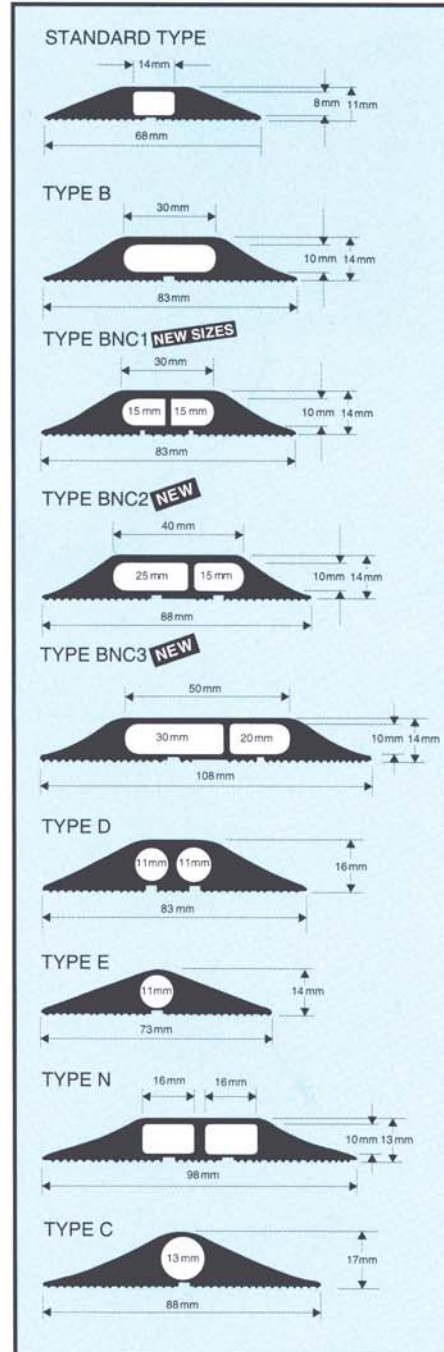 STANDARD TYPE
14mm
8mm 11mm
68mm
TYPE B
30mm
10mm 14mm
83mm
TYPE BNC1 NEW SIZES
30mm
15mm 15mm
10mm 14mm
83mm
TYPE BNC2 NEW
40mm
25mm 15mm
10mm 14mm
88mm
TYPE BNC3 NEW
50mm
30mm 20mm
10mm 14mm
108mm
TYPE D
11mm 11mm
16mm
83mm
TYPE E
11mm
14mm
73mm
TYPE N
16mm 16mm
10mm 13mm
98mm
TYPE C
13mm
17mm
88mm